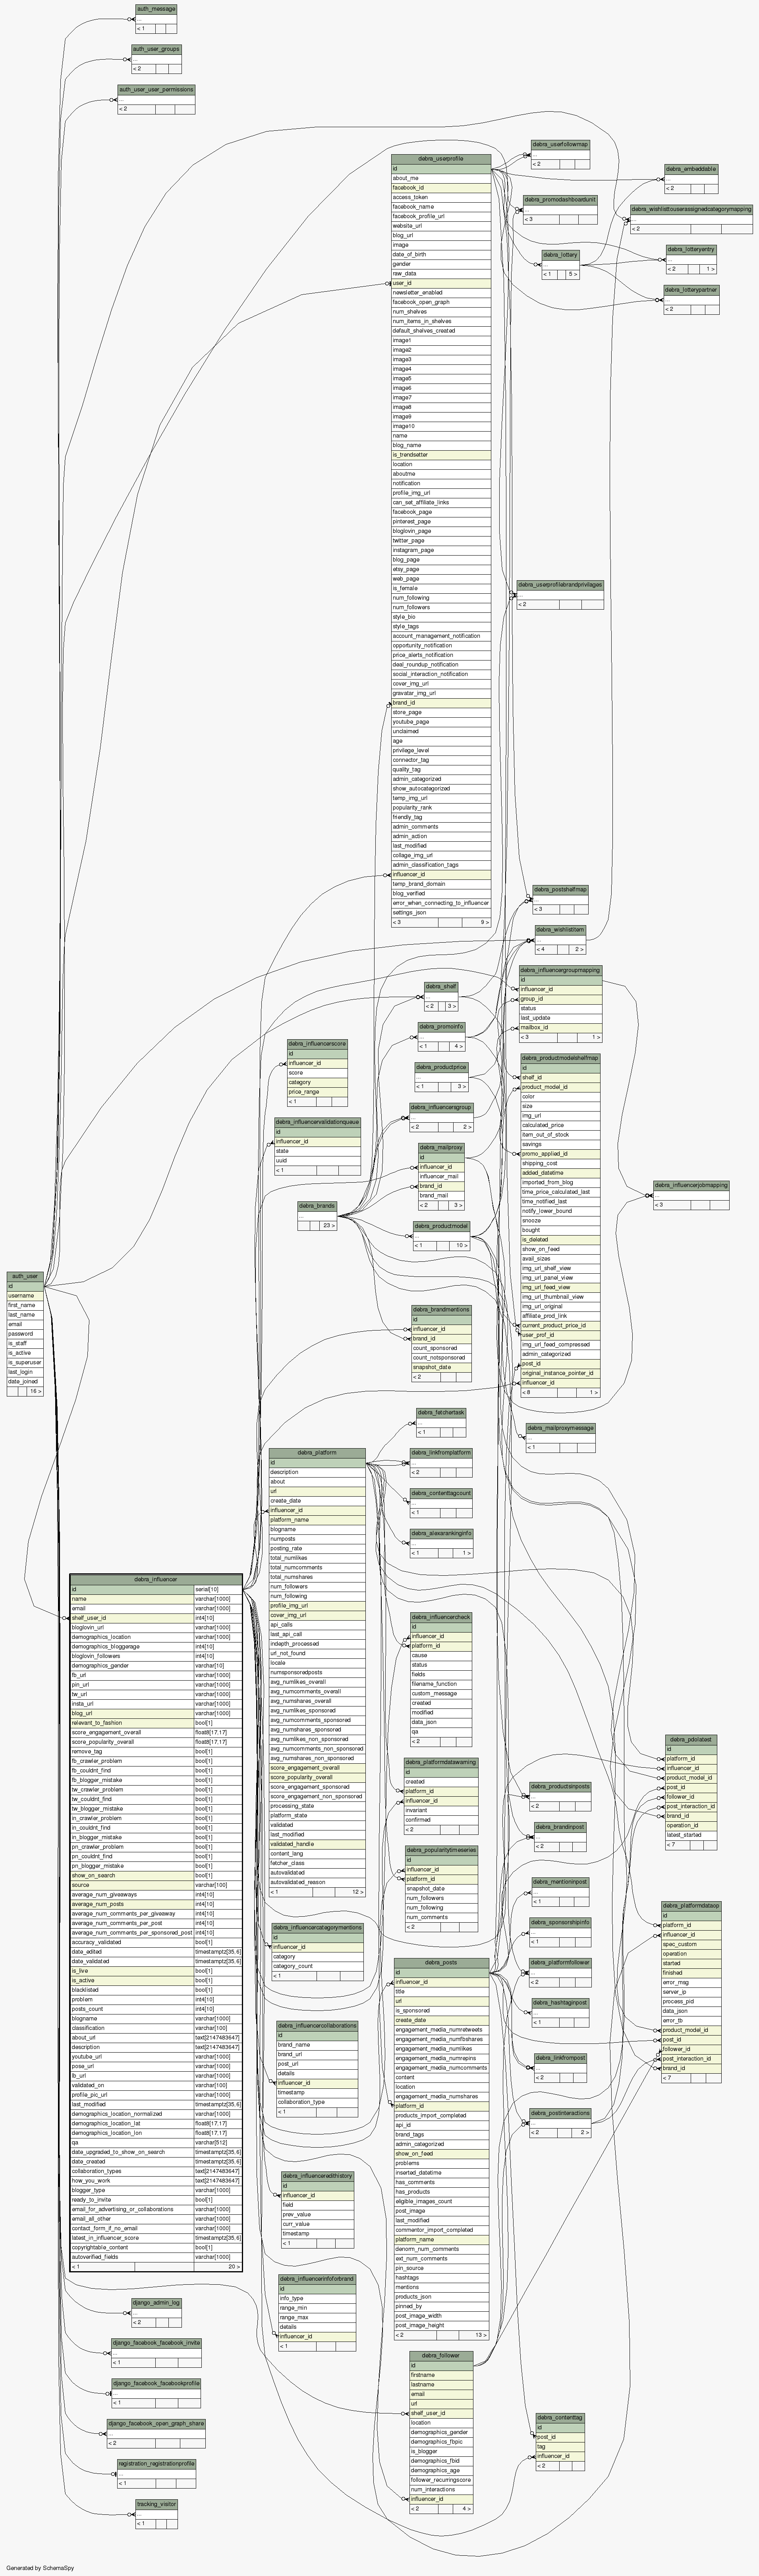 auth_message
...
< 1
auth_user_groups
...
< 2
auth_user_user_permissions
...
< 2
debra_userprofile
id
about_me
facebook_id
access_token
facebook_name
facebook_profile_url
website_url
blog_url
image
date_of_birth
gender
raw_data
user_id
newsletter_enabled
facebook_open_graph
num_shelves
num_items_in_shelves
default_shelves_created
image1
image2
image3
image4
image5
image6
image7
image8
image9
image10
name
blog_name
is_trendsetter
location
aboutme
notification
profile_img_url
can_set_affiliate_links
facebook_page
pinterest_page
bloglovin_page
twitter_page
instagram_page
blog_page
etsy_page
web_page
is_female
num_following
num_followers
style_bio
style_tags
account_management_notification
opportunity_notification
price_alerts_notification
deal_roundup_notification
social_interaction_notification
cover_img_url
gravatar_img_url
brand_id
store_page
youtube_page
unclaimed
age
privilege_level
connector_tag
quality_tag
admin_categorized
show_autocategorized
temp_img_url
popularity_rank
friendly_tag
admin_comments
admin_action
last_modified
collage_img_url
admin_classification_tags
influencer_id
temp_brand_domain
blog_verified
error_when_connecting_to_influencer
settings_json
< 3 9 >
debra_userfollowmap
...
< 2
debra_promodashboardunit
...
< 3
debra_lottery
...
< 1 5 >
debra_embeddable
...
< 2
debra_wishlisttouserassignedcategorymapping
...
< 2
debra_lotteryentry
...
< 2 1 >
debra_lotterypartner
...
< 2
debra_userprofilebrandprivilages
...
< 2
debra_postshelfmap
...
< 3
debra_wishlistitem
...
< 4 2 >
debra_influencergroupmapping
id
influencer_id
group_id
status
last_update
mailbox_id
< 3 1 >
debra_productmodelshelfmap
id
shelf_id
product_model_id
color
size
img_url
calculated_price
item_out_of_stock
savings
promo_applied_id
shipping_cost
added_datetime
imported_from_blog
time_price_calculated_last
time_notified_last
notify_lower_bound
snooze
bought
is_deleted
show_on_feed
avail_sizes
img_url_shelf_view
img_url_panel_view
img_url_feed_view
img_url_thumbnail_view
img_url_original
affiliate_prod_link
current_product_price_id
user_prof_id
img_url_feed_compressed
admin_categorized
post_id
original_instance_pointer_id
influencer_id
< 8 1 >
debra_influencerjobmapping
...
< 3
debra_mailproxymessage
...
< 1
debra_shelf
...
< 2 3 >
debra_promoinfo
...
< 1 4 >
debra_productprice
...
< 1 3 >
debra_influencersgroup
...
< 2 2 >
debra_mailproxy
id
influencer_id
influencer_mail
brand_id
brand_mail
< 2 3 >
debra_productmodel
...
< 1 10 >
debra_influencerscore
id
influencer_id
score
category
price_range
< 1
debra_influencervalidationqueue
id
influencer_id
state
uuid
< 1
debra_brands
...
23 >
debra_brandmentions
id
influencer_id
brand_id
count_sponsored
count_notsponsored
snapshot_date
< 2
debra_fetchertask
...
< 1
debra_linkfromplatform
...
< 2
debra_contenttagcount
...
< 1
debra_alexarankinginfo
...
< 1 1 >
auth_user
id
username
first_name
last_name
email
password
is_staff
is_active
is_superuser
last_login
date_joined
16 >
debra_platform
id
description
about
url
create_date
influencer_id
platform_name
blogname
numposts
posting_rate
total_numlikes
total_numcomments
total_numshares
num_followers
num_following
profile_img_url
cover_img_url
api_calls
last_api_call
indepth_processed
url_not_found
locale
numsponsoredposts
avg_numlikes_overall
avg_numcomments_overall
avg_numshares_overall
avg_numlikes_sponsored
avg_numcomments_sponsored
avg_numshares_sponsored
avg_numlikes_non_sponsored
avg_numcomments_non_sponsored
avg_numshares_non_sponsored
score_engagement_overall
score_popularity_overall
score_engagement_sponsored
score_engagement_non_sponsored
processing_state
platform_state
validated
last_modified
validated_handle
content_lang
fetcher_class
autovalidated
autovalidated_reason
< 1 12 >
debra_influencer
id serial[10]
name varchar[1000]
email varchar[1000]
shelf_user_id int4[10]
bloglovin_url varchar[1000]
demographics_location varchar[1000]
demographics_bloggerage int4[10]
bloglovin_followers int4[10]
demographics_gender varchar[10]
fb_url varchar[1000]
pin_url varchar[1000]
tw_url varchar[1000]
insta_url varchar[1000]
blog_url varchar[1000]
relevant_to_fashion bool[1]
score_engagement_overall float8[17,17]
score_popularity_overall float8[17,17]
remove_tag bool[1]
fb_crawler_problem bool[1]
fb_couldnt_find bool[1]
fb_blogger_mistake bool[1]
tw_crawler_problem bool[1]
tw_couldnt_find bool[1]
tw_blogger_mistake bool[1]
in_crawler_problem bool[1]
in_couldnt_find bool[1]
in_blogger_mistake bool[1]
pn_crawler_problem bool[1]
pn_couldnt_find bool[1]
pn_blogger_mistake bool[1]
show_on_search bool[1]
source varchar[100]
average_num_giveaways int4[10]
average_num_posts int4[10]
average_num_comments_per_giveaway int4[10]
average_num_comments_per_post int4[10]
average_num_comments_per_sponsored_post int4[10]
accuracy_validated bool[1]
date_edited timestamptz[35,6]
date_validated timestamptz[35,6]
is_live bool[1]
is_active bool[1]
blacklisted bool[1]
problem int4[10]
posts_count int4[10]
blogname varchar[1000]
classification varchar[100]
about_url text[2147483647]
description text[2147483647]
youtube_url varchar[1000]
pose_url varchar[1000]
lb_url varchar[1000]
validated_on varchar[100]
profile_pic_url varchar[1000]
last_modified timestamptz[35,6]
demographics_location_normalized varchar[1000]
demographics_location_lat float8[17,17]
demographics_location_lon float8[17,17]
qa varchar[512]
date_upgraded_to_show_on_search timestamptz[35,6]
date_created timestamptz[35,6]
collaboration_types text[2147483647]
how_you_work text[2147483647]
blogger_type varchar[1000]
ready_to_invite bool[1]
email_for_advertising_or_collaborations varchar[1000]
email_all_other varchar[1000]
contact_form_if_no_email varchar[1000]
latest_in_influencer_score timestamptz[35,6]
copyrightable_content bool[1]
autoverified_fields varchar[1000]
< 1 20 >
debra_influencercheck
id
influencer_id
platform_id
cause
status
fields
filename_function
custom_message
created
modified
data_json
qa
< 2
debra_platformdatawarning
id
created
platform_id
influencer_id
invariant
confirmed
< 2
debra_popularitytimeseries
id
influencer_id
platform_id
snapshot_date
num_followers
num_following
num_comments
< 2
debra_pdolatest
id
platform_id
influencer_id
product_model_id
post_id
follower_id
post_interaction_id
brand_id
operation_id
latest_started
< 7
debra_productsinposts
...
< 2
debra_brandinpost
...
< 2
debra_mentioninpost
...
< 1
debra_sponsorshipinfo
...
< 1
debra_platformfollower
...
< 2
debra_hashtaginpost
...
< 1
debra_linkfrompost
...
< 2
debra_postinteractions
...
< 2 2 >
debra_platformdataop
id
platform_id
influencer_id
spec_custom
operation
started
finished
error_msg
server_ip
process_pid
data_json
error_tb
product_model_id
post_id
follower_id
post_interaction_id
brand_id
< 7
debra_influencercategorymentions
id
influencer_id
category
category_count
< 1
debra_influencercollaborations
id
brand_name
brand_url
post_url
details
influencer_id
timestamp
collaboration_type
< 1
debra_posts
id
influencer_id
title
url
is_sponsored
create_date
engagement_media_numretweets
engagement_media_numfbshares
engagement_media_numlikes
engagement_media_numrepins
engagement_media_numcomments
content
location
engagement_media_numshares
platform_id
products_import_completed
api_id
brand_tags
admin_categorized
show_on_feed
problems
inserted_datetime
has_comments
has_products
eligible_images_count
post_image
last_modified
commentor_import_completed
platform_name
denorm_num_comments
ext_num_comments
pin_source
hashtags
mentions
products_json
pinned_by
post_image_width
post_image_height
< 2 13 >
debra_influenceredithistory
id
influencer_id
field
prev_value
curr_value
timestamp
< 1
debra_influencerinfoforbrand
id
info_type
range_min
range_max
details
influencer_id
< 1
debra_follower
id
firstname
lastname
email
url
shelf_user_id
location
demographics_gender
demographics_fbpic
is_blogger
demographics_fbid
demographics_age
follower_recurringscore
num_interactions
influencer_id
< 2 4 >
debra_contenttag
id
post_id
tag
influencer_id
< 2
django_admin_log
...
< 2
django_facebook_facebook_invite
...
< 1
django_facebook_facebookprofile
...
< 1
django_facebook_open_graph_share
...
< 2
registration_registrationprofile
...
< 1
tracking_visitor
...
< 1
Generated by SchemaSpy